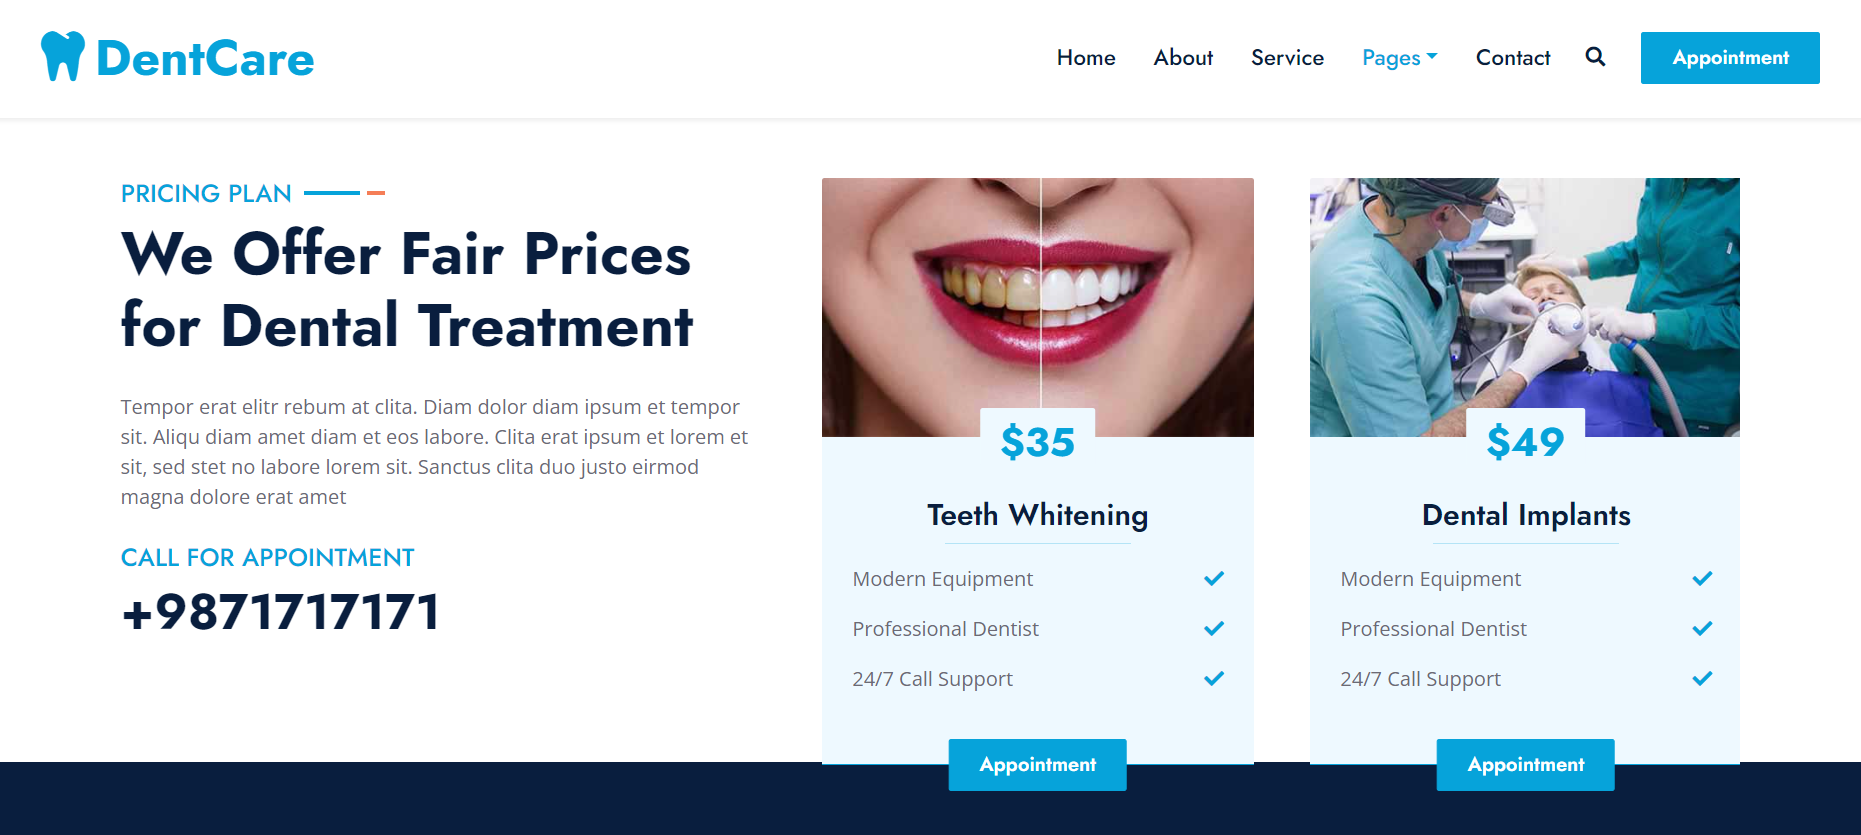 DentCare
Home About Service Pages Contact Appointment
PRICING PLAN
We Offer Fair Prices
for Dental Treatment
Tempor erat elitr rebum at clita. Diam dolor diam ipsum et tempor
sit. Aliqu diam amet diam et eos labore. Clita erat ipsum et lorem et
sit, sed stet no labore lorem sit. Sanctus clita duo justo eirmod
magna dolore erat amet
CALL FOR APPOINTMENT
+9871717171
$35
Teeth Whitening
Modern Equipment
Professional Dentist
24/7 Call Support
Appointment
$49
Dental Implants
Modern Equipment
Professional Dentist
24/7 Call Support
Appointment